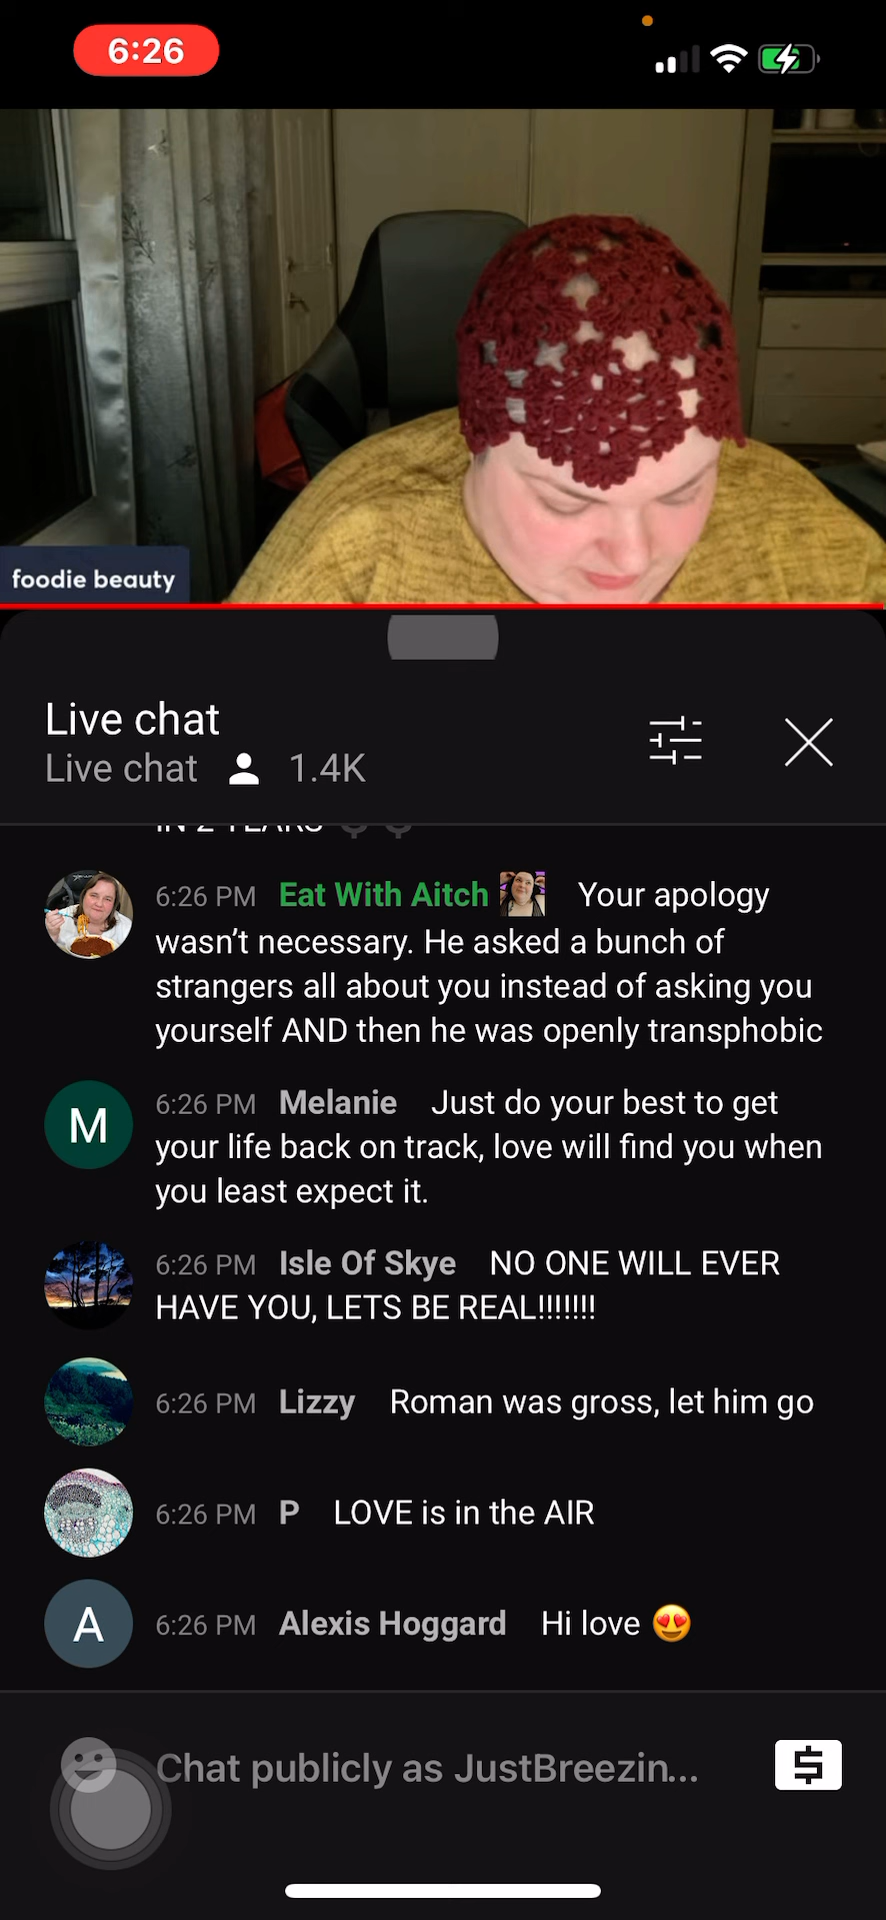 6:26
foodie beauty
Live chat
Live chat 1.4K
IN 2 YEARS
6:26 PM Eat With Aitch Your apology
wasn’t necessary. He asked a bunch of
strangers all about you instead of asking you
yourself AND then he was openly transphobic
6:26 PM Melanie Just do your best to get
your life back on track, love will find you when
you least expect it.
6:26 PM Isle Of Skye NO ONE WILL EVER
HAVE YOU, LETS BE REAL!!!!!!!
6:26 PM Lizzy Roman was gross, let him go
6:26 PM P LOVE is in the AIR
6:26 PM Alexis Hoggard Hi love 😍
Chat publicly as JustBreezin...
M
A
$